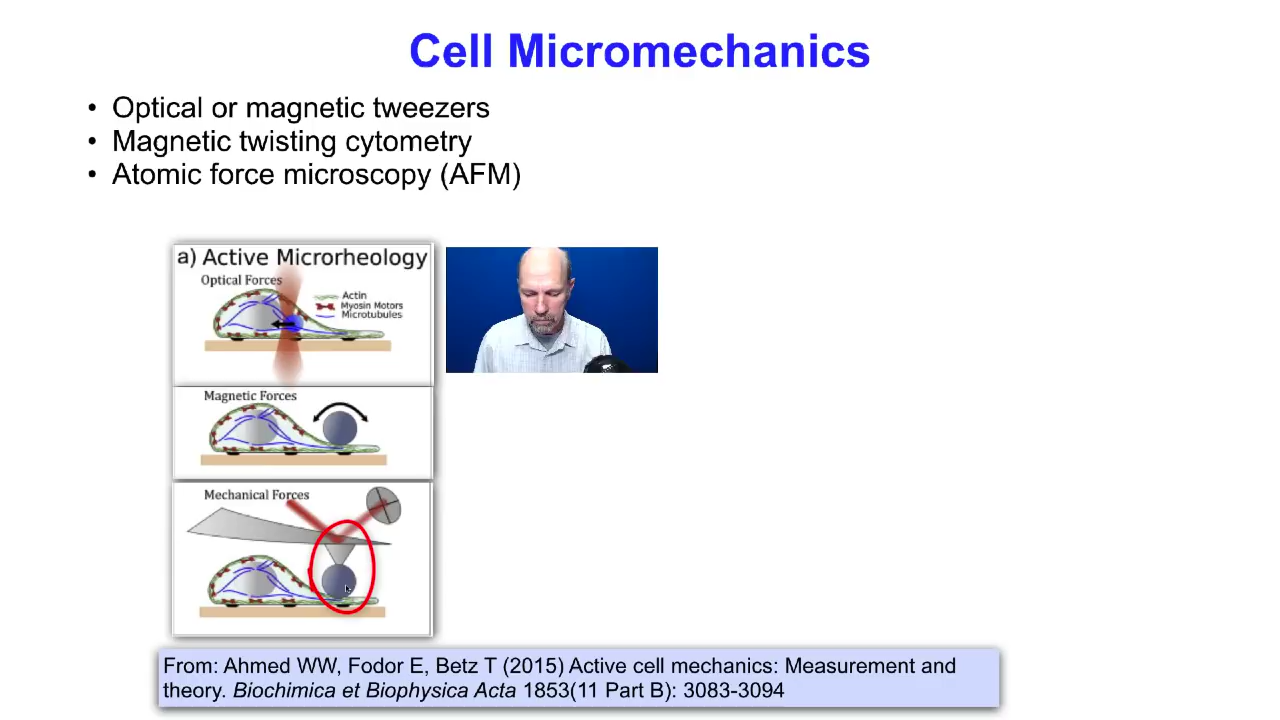 Cell Micromechanics
• Optical or magnetic tweezers
• Magnetic twisting cytometry
• Atomic force microscopy (AFM)
a) Active Microrheology
Optical Forces
Actin
Myosin Motors
Microtubules
Magnetic Forces
Mechanical Forces
From: Ahmed WW, Fodor E, Betz T (2015) Active cell mechanics: Measurement and
theory. Biochimica et Biophysica Acta 1853(11 Part B): 3083-3094